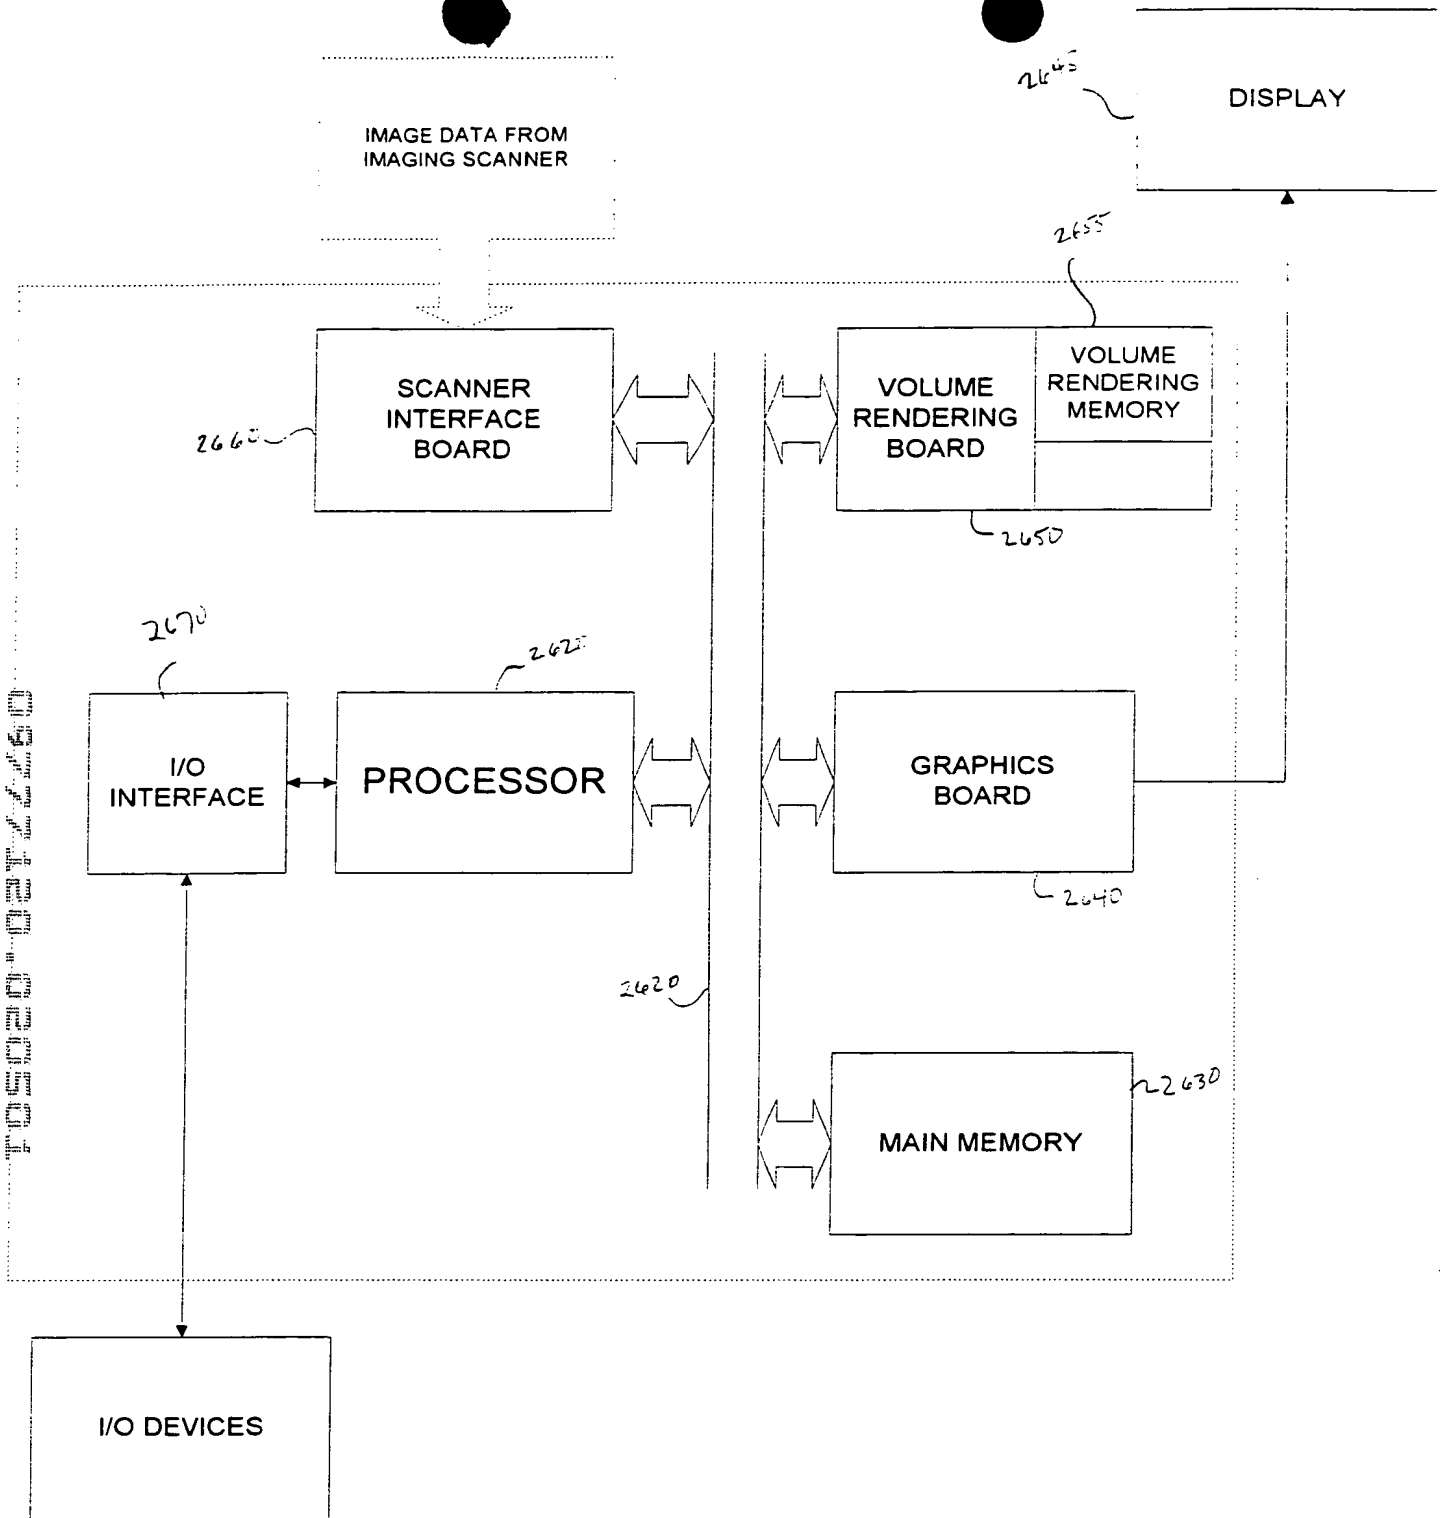 2645
DISPLAY
IMAGE DATA FROM
IMAGING SCANNER
2655
SCANNER
INTERFACE
BOARD
2660
VOLUME
RENDERING
BOARD
VOLUME
RENDERING
MEMORY
2650
2670
I/O
INTERFACE
PROCESSOR
GRAPHICS
BOARD
2640
2620
MAIN MEMORY
2630
I/O DEVICES